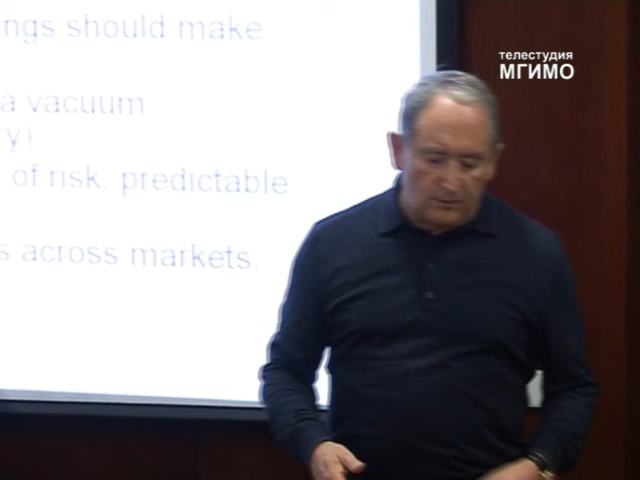 ngs should make
a vacuum
ry)
of risk, predictable
s across markets.
телестудия
МГИМО